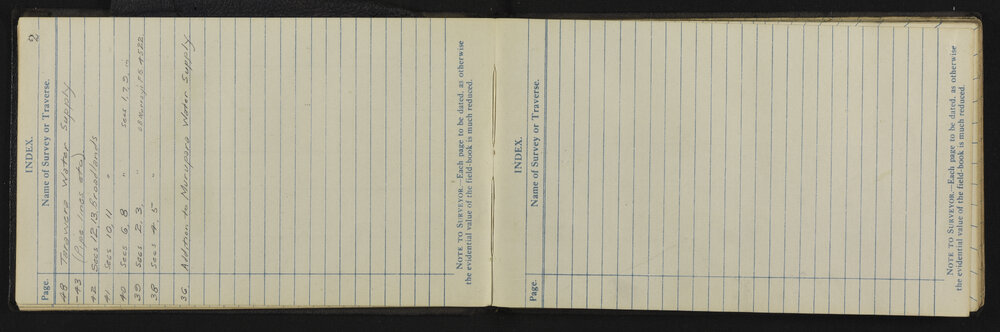 2
INDEX.
Page. Name of Survey or Traverse.
48 Tarawera Water Supply
-43 (Pipe lines etc)
42 Secs 12, 13, Broadlands
41 Secs 10, 11 "
40 Secs 6, 8 " Secs 1, 7, 9,
39 Secs 2, 3, " P.S. 4522
38 Secs 4, 5 "
36 Addition to Murupara Water Supply
NOTE TO SURVEYOR.—Each page to be dated, as otherwise
the evidential value of the field-book is much reduced.
INDEX.
Page. Name of Survey or Traverse.
NOTE TO SURVEYOR.—Each page to be dated, as otherwise
the evidential value of the field-book is much reduced.